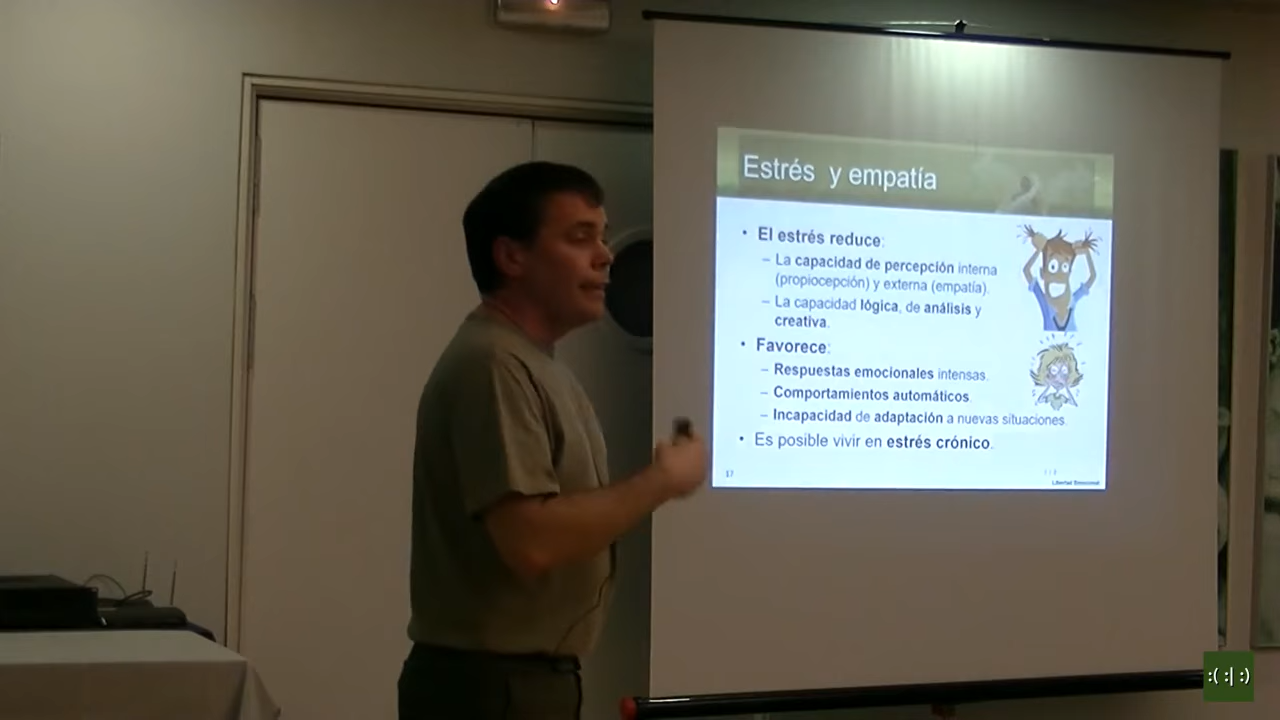 Estrés y empatía
• El estrés reduce:
– La capacidad de percepción interna
(propiocepción) y externa (empatía).
– La capacidad lógica, de análisis y
creativa.
• Favorece:
– Respuestas emocionales intensas.
– Comportamientos automáticos.
– Incapacidad de adaptación a nuevas situaciones.
• Es posible vivir en estrés crónico.
17
Libertad Emocional
:( :| :)